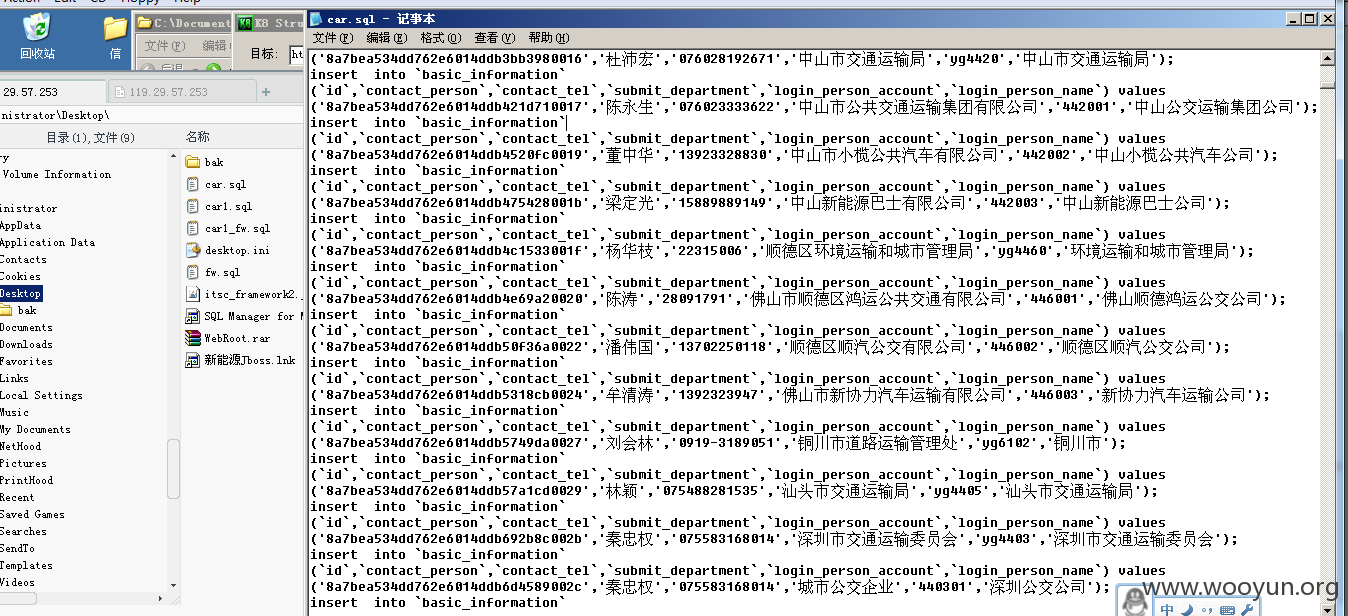 Action Edit CD Floppy Help
回收站
信
C:\Document
文件(F) 编辑
后退
K8 Stru
目标: ht
car.sql - 记事本
文件(F) 编辑(E) 格式(O) 查看(V) 帮助(H)
29.57.253
119.29.57.253
nistrator\Desktop\
目录(1),文件(9)
名称
ry
Volume Information
inistrator
AppData
Application Data
Contacts
Cookies
Desktop
bak
Documents
Downloads
Favorites
Links
Local Settings
Music
My Documents
NetHood
Pictures
PrintHood
Recent
Saved Games
Searches
SendTo
Templates
Videos
bak
car.sql
car1.sql
car1_fw.sql
desktop.ini
fw.sql
itsc_framework2.
SQL Manager for M
WebRoot.rar
新能源Jboss.lnk
('8a7bea534dd762e6014ddb3bb3980016','杜沛宏','076028192671','中山市交通运输局','yg4420','中山市交通运输局');
insert  into `basic_information`
(`id`,`contact_person`,`contact_tel`,`submit_department`,`login_person_account`,`login_person_name`) values
('8a7bea534dd762e6014ddb421d710017','陈永生','076023333622','中山市公共交通运输集团有限公司','442001','中山公交运输集团公司');
insert  into `basic_information`
(`id`,`contact_person`,`contact_tel`,`submit_department`,`login_person_account`,`login_person_name`) values
('8a7bea534dd762e6014ddb4520fc0019','董中华','13923328830','中山市小榄公共汽车有限公司','442002','中山小榄公共汽车公司');
insert  into `basic_information`
(`id`,`contact_person`,`contact_tel`,`submit_department`,`login_person_account`,`login_person_name`) values
('8a7bea534dd762e6014ddb475428001b','梁定光','15889889149','中山新能源巴士有限公司','442003','中山新能源巴士公司');
insert  into `basic_information`
(`id`,`contact_person`,`contact_tel`,`submit_department`,`login_person_account`,`login_person_name`) values
('8a7bea534dd762e6014ddb4c1533001f','杨华枝','22315006','顺德区环境运输和城市管理局','yg4460','环境运输和城市管理局');
insert  into `basic_information`
(`id`,`contact_person`,`contact_tel`,`submit_department`,`login_person_account`,`login_person_name`) values
('8a7bea534dd762e6014ddb4e69a20020','陈涛','28091791','佛山市顺德区鸿运公共交通有限公司','446001','佛山顺德鸿运公交公司');
insert  into `basic_information`
(`id`,`contact_person`,`contact_tel`,`submit_department`,`login_person_account`,`login_person_name`) values
('8a7bea534dd762e6014ddb50f36a0022','潘伟国','13702250118','顺德区顺汽公交有限公司','446002','顺德区顺汽公交公司');
insert  into `basic_information`
(`id`,`contact_person`,`contact_tel`,`submit_department`,`login_person_account`,`login_person_name`) values
('8a7bea534dd762e6014ddb5318cb0024','牟清涛','1392323947','佛山市新协力汽车运输有限公司','446003','新协力汽车运输公司');
insert  into `basic_information`
(`id`,`contact_person`,`contact_tel`,`submit_department`,`login_person_account`,`login_person_name`) values
('8a7bea534dd762e6014ddb5749da0027','刘会林','0919-3189051','铜川市道路运输管理处','yg6102','铜川市');
insert  into `basic_information`
(`id`,`contact_person`,`contact_tel`,`submit_department`,`login_person_account`,`login_person_name`) values
('8a7bea534dd762e6014ddb57a1cd0029','林颖','075488281535','汕头市交通运输局','yg4405','汕头市交通运输局');
insert  into `basic_information`
(`id`,`contact_person`,`contact_tel`,`submit_department`,`login_person_account`,`login_person_name`) values
('8a7bea534dd762e6014ddb692b8c002b','秦忠权','075583168014','深圳市交通运输委员会','yg4403','深圳市交通运输委员会');
insert  into `basic_information`
(`id`,`contact_person`,`contact_tel`,`submit_department`,`login_person_account`,`login_person_name`) values
('8a7bea534dd762e6014ddb6d4589002c','秦忠权','075583168014','城市公交企业','440301','深圳公交公司');
insert  into `basic_information`
www.wooyun.org
中